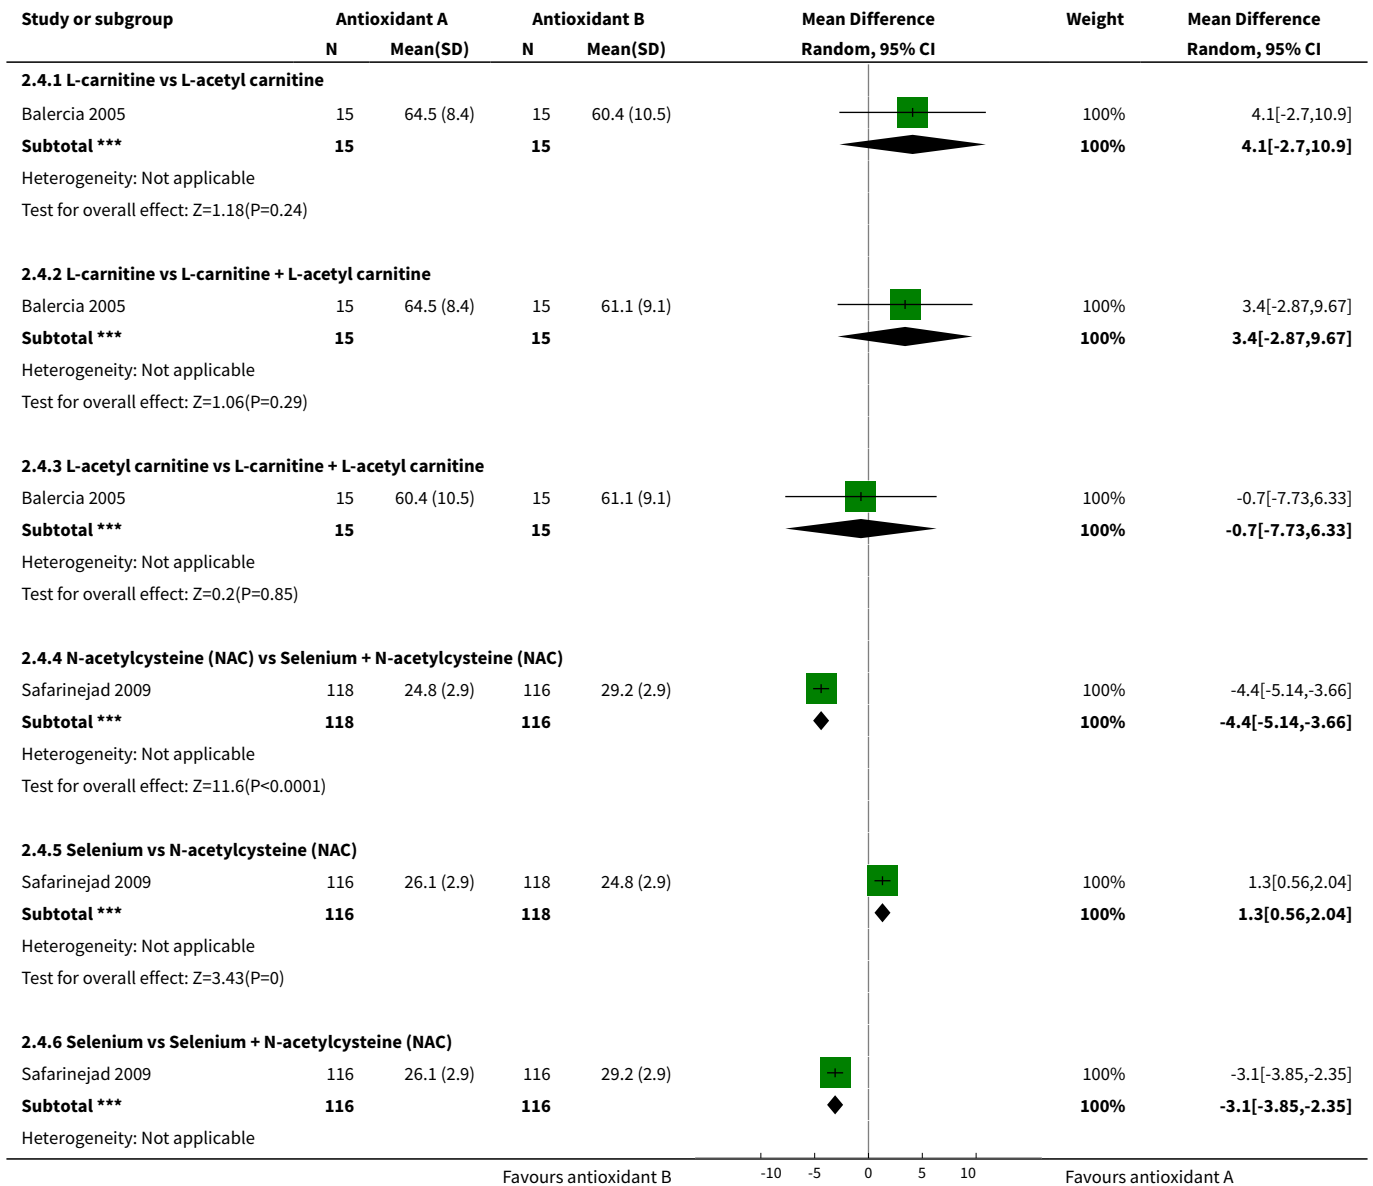 Study or subgroup Antioxidant A Antioxidant B Mean Difference Weight Mean Difference
N Mean(SD) N Mean(SD) Random, 95% CI Random, 95% CI
2.4.1 L-carnitine vs L-acetyl carnitine
Balercia 2005 15 64.5 (8.4) 15 60.4 (10.5) 100% 4.1[-2.7,10.9]
Subtotal *** 15 15 100% 4.1[-2.7,10.9]
Heterogeneity: Not applicable
Test for overall effect: Z=1.18(P=0.24)
2.4.2 L-carnitine vs L-carnitine + L-acetyl carnitine
Balercia 2005 15 64.5 (8.4) 15 61.1 (9.1) 100% 3.4[-2.87,9.67]
Subtotal *** 15 15 100% 3.4[-2.87,9.67]
Heterogeneity: Not applicable
Test for overall effect: Z=1.06(P=0.29)
2.4.3 L-acetyl carnitine vs L-carnitine + L-acetyl carnitine
Balercia 2005 15 60.4 (10.5) 15 61.1 (9.1) 100% -0.7[-7.73,6.33]
Subtotal *** 15 15 100% -0.7[-7.73,6.33]
Heterogeneity: Not applicable
Test for overall effect: Z=0.2(P=0.85)
2.4.4 N-acetylcysteine (NAC) vs Selenium + N-acetylcysteine (NAC)
Safarinejad 2009 118 24.8 (2.9) 116 29.2 (2.9) 100% -4.4[-5.14,-3.66]
Subtotal *** 118 116 100% -4.4[-5.14,-3.66]
Heterogeneity: Not applicable
Test for overall effect: Z=11.6(P<0.0001)
2.4.5 Selenium vs N-acetylcysteine (NAC)
Safarinejad 2009 116 26.1 (2.9) 118 24.8 (2.9) 100% 1.3[0.56,2.04]
Subtotal *** 116 118 100% 1.3[0.56,2.04]
Heterogeneity: Not applicable
Test for overall effect: Z=3.43(P=0)
2.4.6 Selenium vs Selenium + N-acetylcysteine (NAC)
Safarinejad 2009 116 26.1 (2.9) 116 29.2 (2.9) 100% -3.1[-3.85,-2.35]
Subtotal *** 116 116 100% -3.1[-3.85,-2.35]
Heterogeneity: Not applicable
Favours antioxidant B -10 -5 0 5 10 Favours antioxidant A